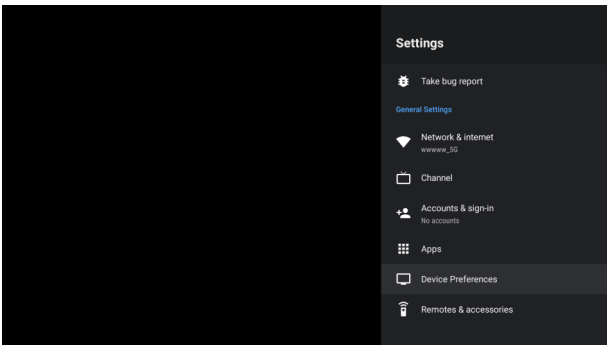 Settings
Take bug report
General Settings
Network & internet
wwwww_5G
Channel
Accounts & sign-in
No accounts
Apps
Device Preferences
Remotes & accessories